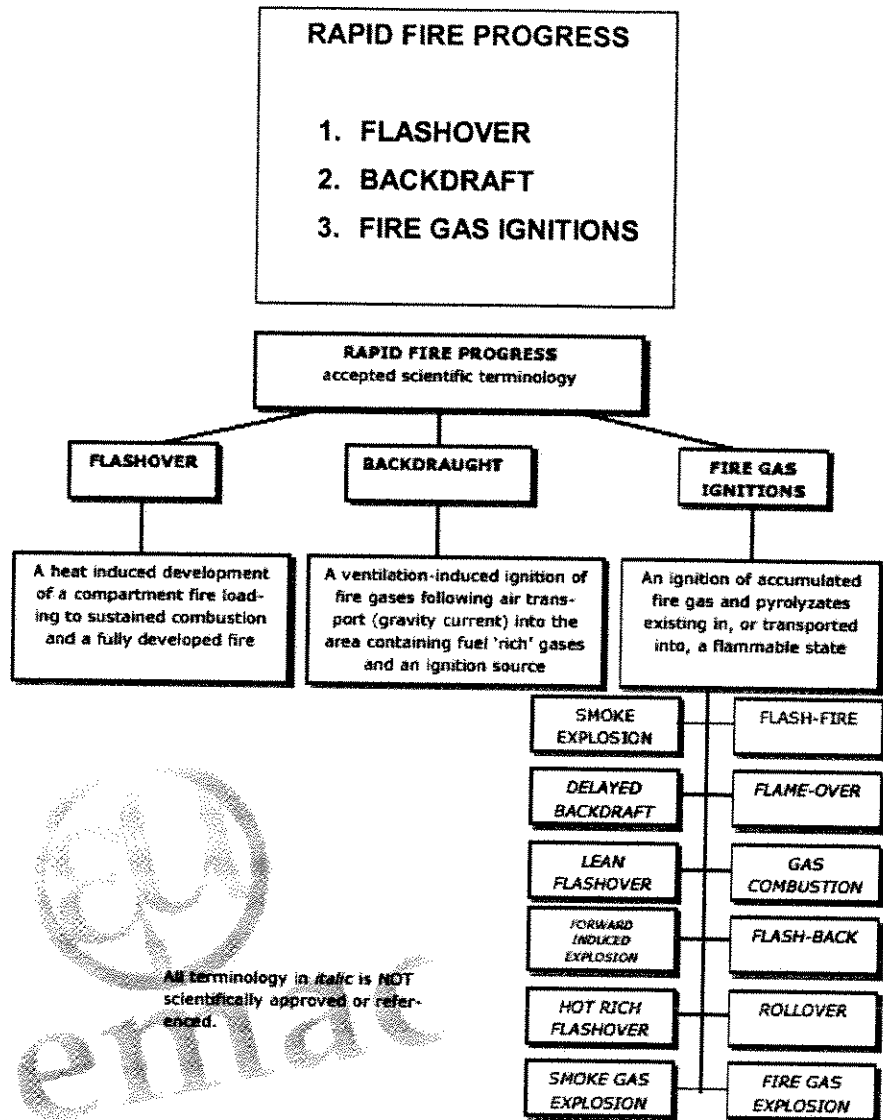 RAPID FIRE PROGRESS
1. FLASHOVER
2. BACKDRAFT
3. FIRE GAS IGNITIONS
RAPID FIRE PROGRESS
accepted scientific terminology
FLASHOVER
A heat induced development
of a compartment fire load-
ing to sustained combustion
and a fully developed fire
BACKDRAUGHT
A ventilation-induced ignition of
fire gases following air trans-
port (gravity current) into the
area containing fuel 'rich' gases
and an ignition source
FIRE GAS
IGNITIONS
An ignition of accumulated
fire gas and pyrolyzates
existing in, or transported
into, a flammable state
SMOKE
EXPLOSION
FLASH-FIRE
DELAYED
BACKDRAFT
FLAME-OVER
LEAN
FLASHOVER
GAS
COMBUSTION
FORWARD
INDUCED
EXPLOSION
FLASH-BACK
HOT RICH
FLASHOVER
ROLLOVER
SMOKE GAS
EXPLOSION
FIRE GAS
EXPLOSION
All terminology in italic is NOT
scientifically approved or refer-
enced.
emac